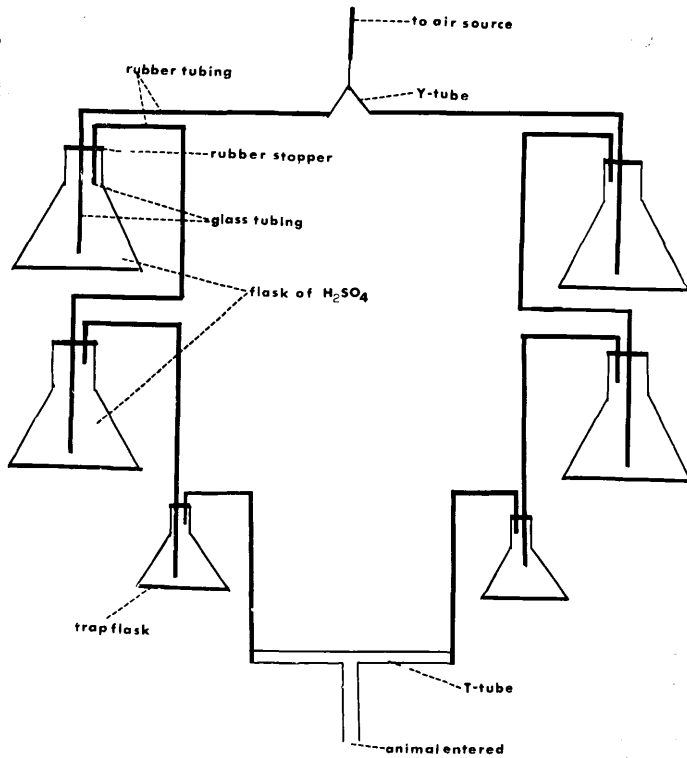 to air source
rubber tubing
Y-tube
rubber stopper
glass tubing
flask of H₂SO₄
trap flask
T-tube
animal entered